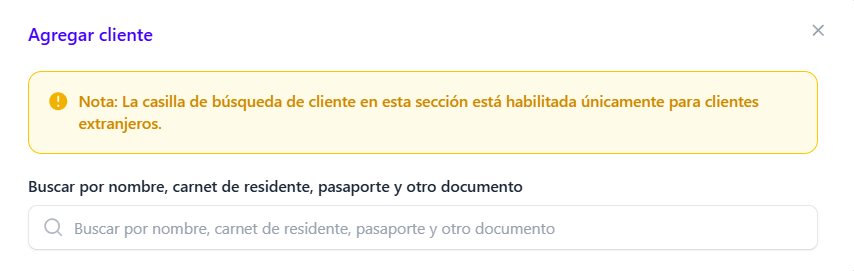 Agregar cliente
Nota: La casilla de búsqueda de cliente en esta sección está habilitada únicamente para clientes
extranjeros.
Buscar por nombre, carnet de residente, pasaporte y otro documento
Buscar por nombre, carnet de residente, pasaporte y otro documento